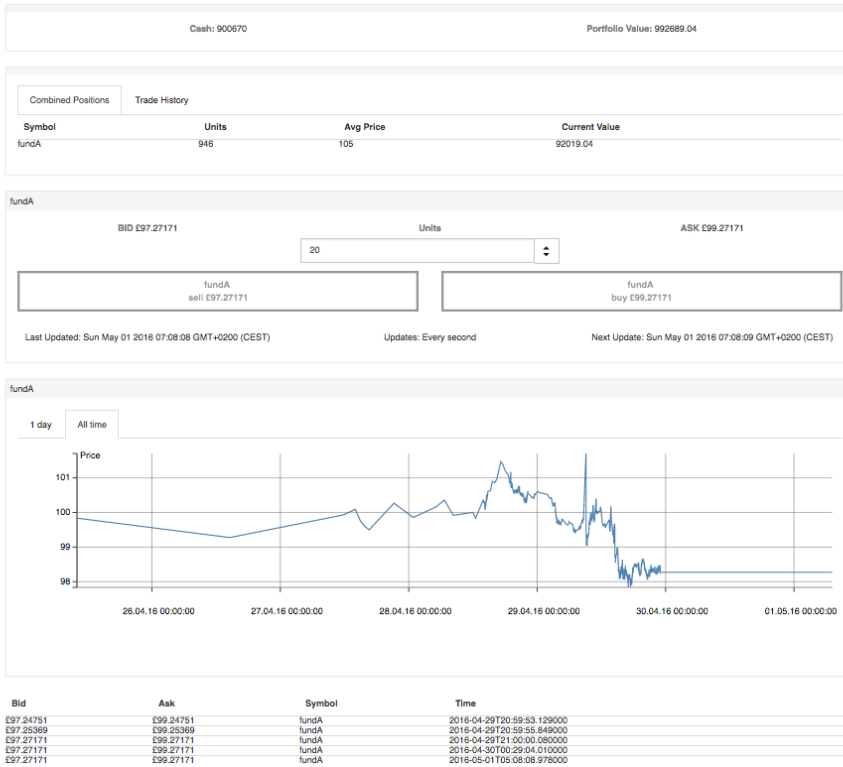 Cash: 900670 Portfolio Value: 992689.04
Combined Positions Trade History
Symbol Units Avg Price Current Value
fundA 946 105 92019.04
fundA
BID £97.27171 Units ASK £99.27171
20
fundA fundA
sell £97.27171 buy £99.27171
Last Updated: Sun May 01 2016 07:08:08 GMT+0200 (CEST) Updates: Every second Next Update: Sun May 01 2016 07:08:09 GMT+0200 (CEST)
fundA
1 day All time
Price
101
100
99
98
26.04.16 00:00:00 27.04.16 00:00:00 28.04.16 00:00:00 29.04.16 00:00:00 30.04.16 00:00:00 01.05.16 00:00:00
Bid Ask Symbol Time
£97.24751 £99.24751 fundA 2016-04-29T20:59:53.129000
£97.25369 £99.25369 fundA 2016-04-29T20:59:55.849000
£97.27171 £99.27171 fundA 2016-04-29T21:00:00.080000
£97.27171 £99.27171 fundA 2016-04-30T00:29:04.010000
£97.27171 £99.27171 fundA 2016-05-01T05:08:08.978000